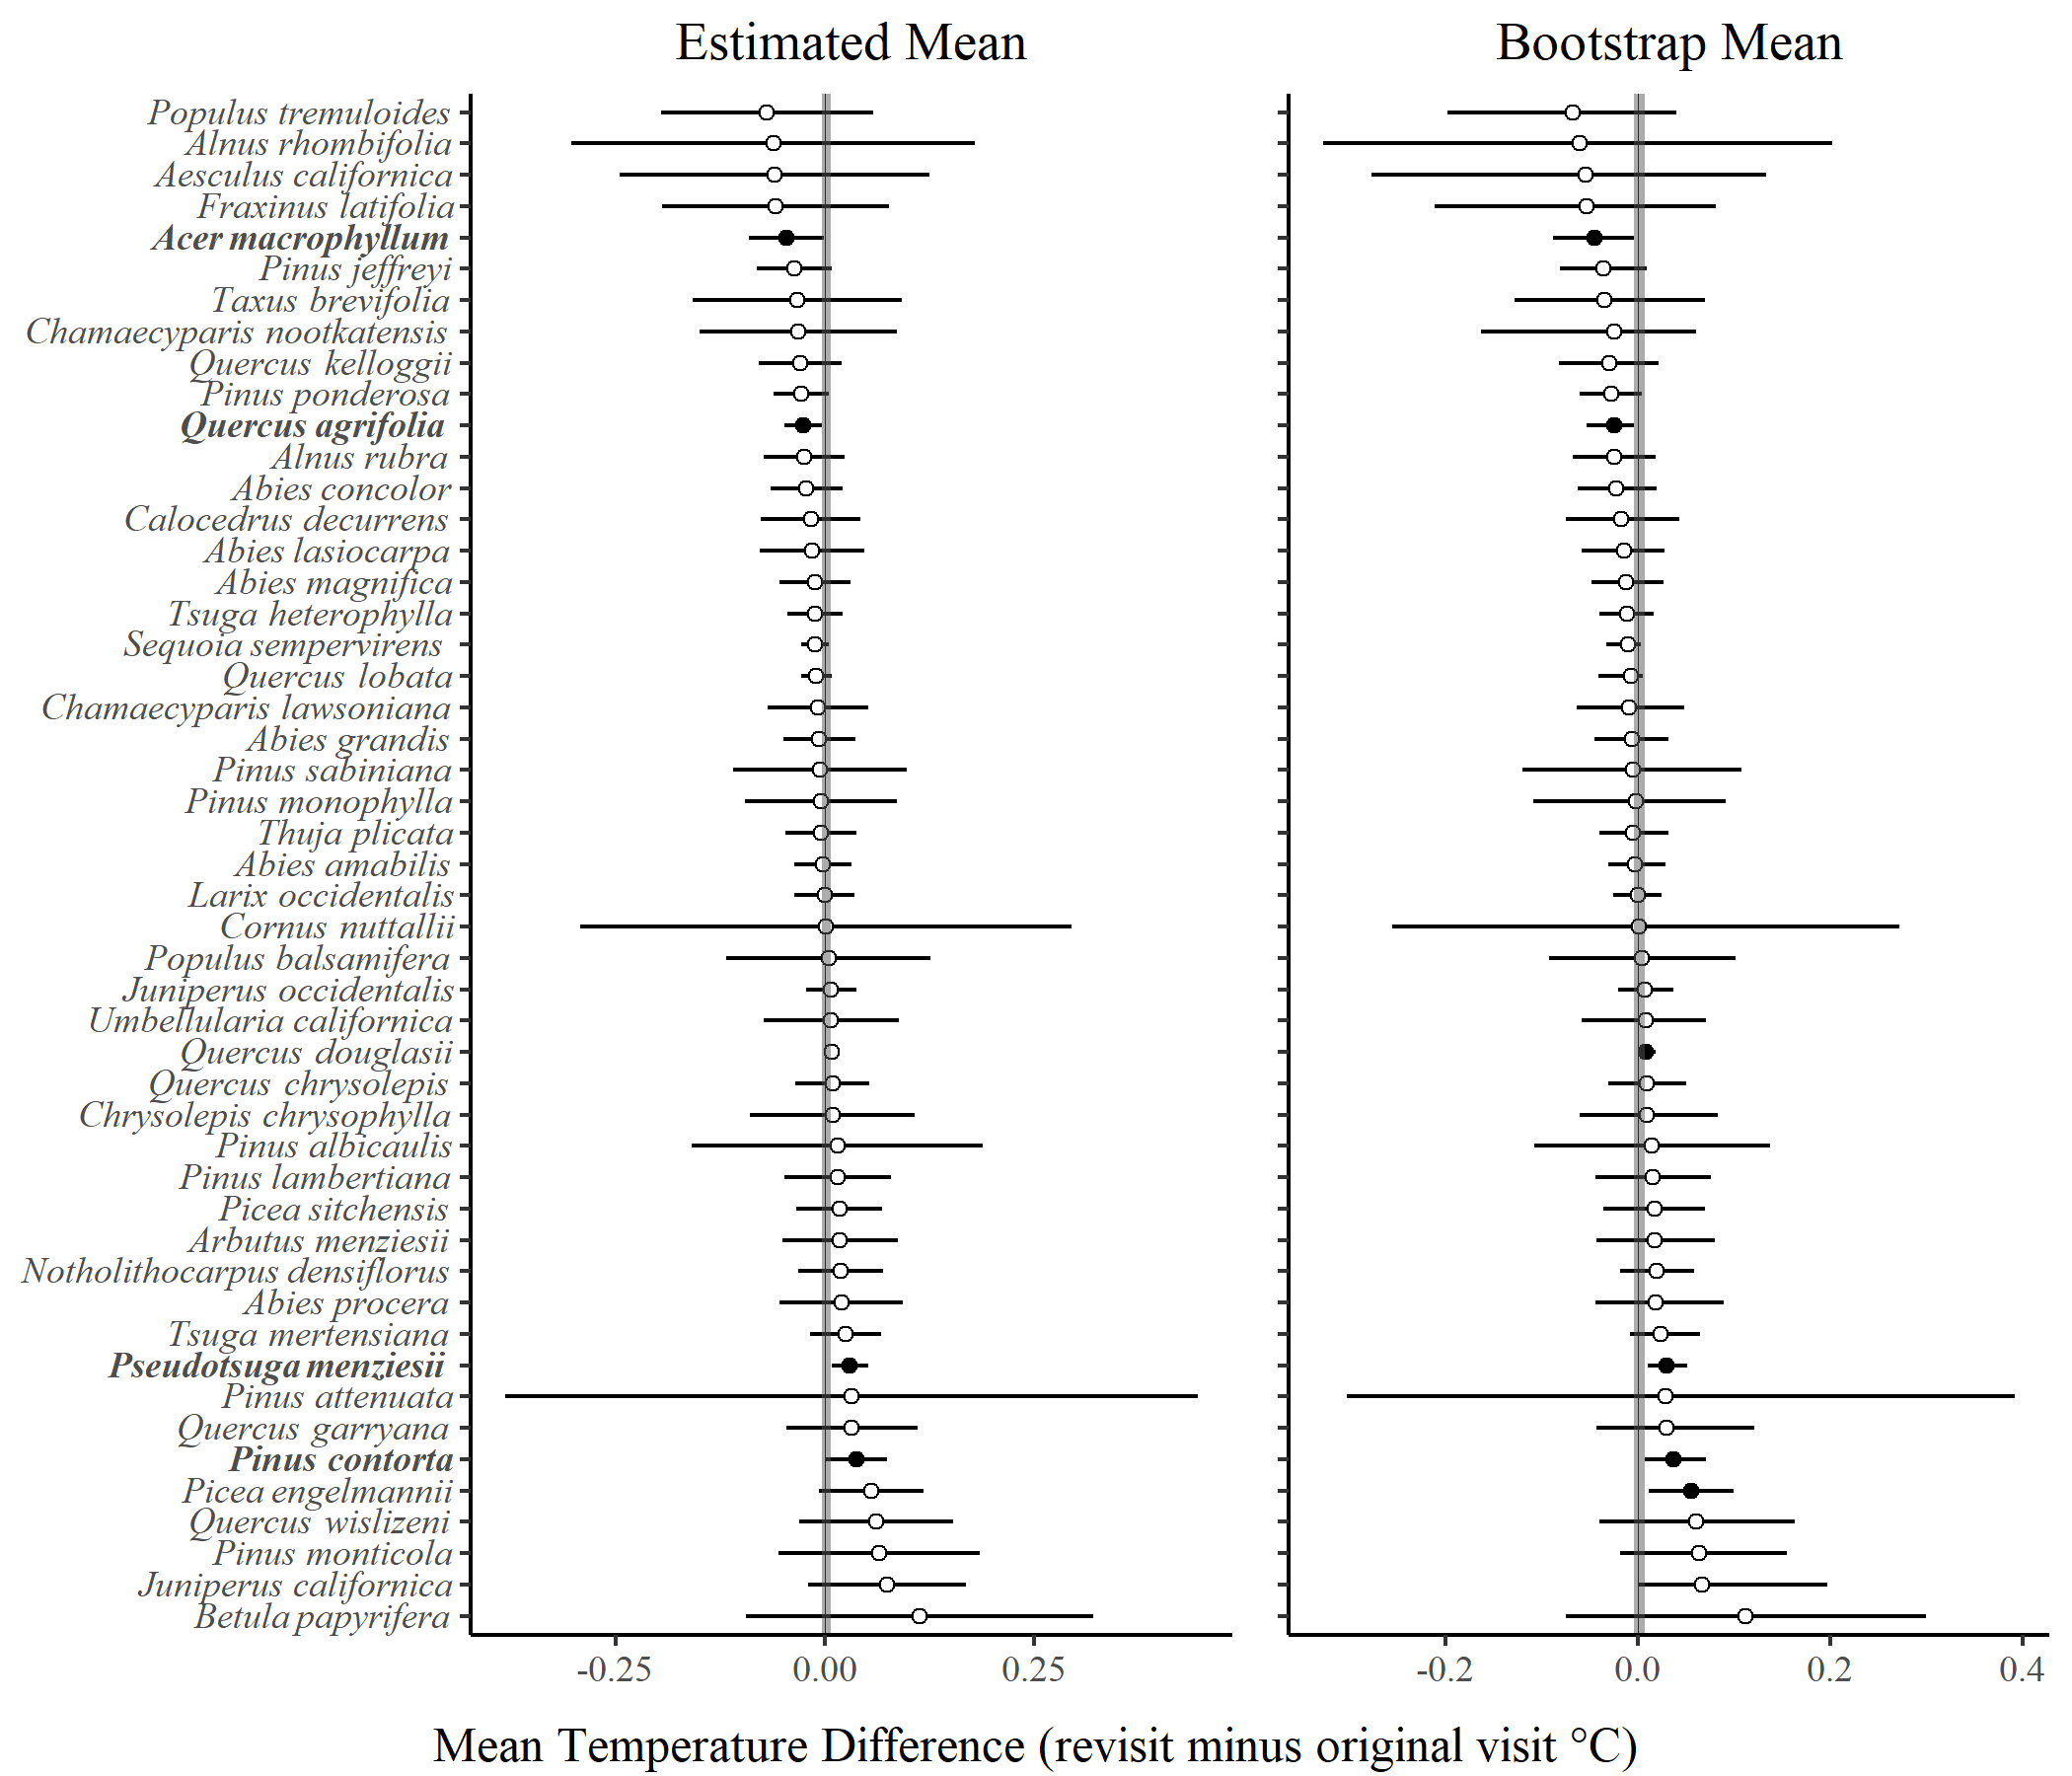 Estimated Mean
Bootstrap Mean
Populus tremuloides
Alnus rhombifolia
Aesculus californica
Fraxinus latifolia
Acer macrophyllum
Pinus jeffreyi
Taxus brevifolia
Chamaecyparis nootkatensis
Quercus kelloggii
Pinus ponderosa
Quercus agrifolia
Alnus rubra
Abies concolor
Calocedrus decurrens
Abies lasiocarpa
Abies magnifica
Tsuga heterophylla
Sequoia sempervirens
Quercus lobata
Chamaecyparis lawsoniana
Abies grandis
Pinus sabiniana
Pinus monophylla
Thuja plicata
Abies amabilis
Larix occidentalis
Cornus nuttallii
Populus balsamifera
Juniperus occidentalis
Umbellularia californica
Quercus douglasii
Quercus chrysolepis
Chrysolepis chrysophylla
Pinus albicaulis
Pinus lambertiana
Picea sitchensis
Arbutus menziesii
Notholithocarpus densiflorus
Abies procera
Tsuga mertensiana
Pseudotsuga menziesii
Pinus attenuata
Quercus garryana
Pinus contorta
Picea engelmannii
Quercus wislizeni
Pinus monticola
Juniperus californica
Betula papyrifera
-0.25 0.00 0.25
-0.2 0.0 0.2 0.4
Mean Temperature Difference (revisit minus original visit °C)